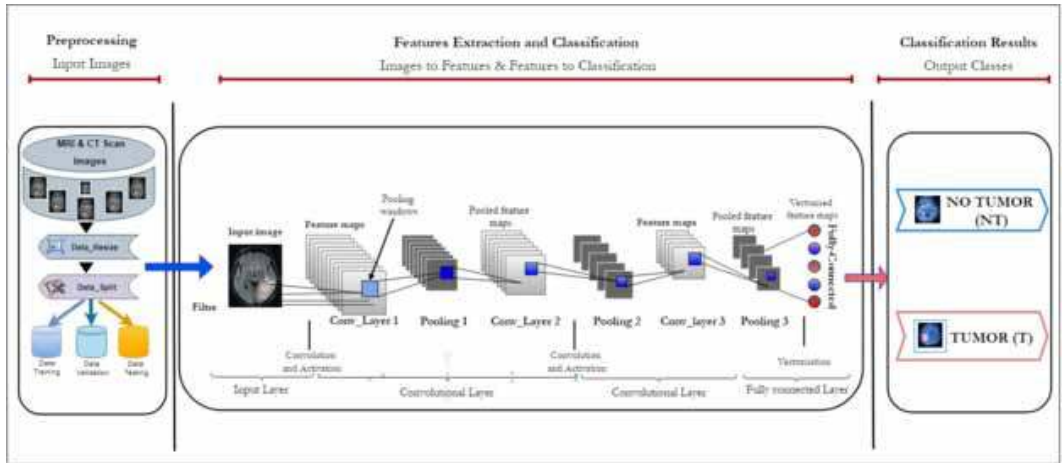 Preprocessing
Input Images
Features Extraction and Classification
Images to Features & Features to Classification
Classification Results
Output Classes
MRI & CT Scan
Images
Data_Resize
Data_Split
Data
Training
Data
Validation
Data
Testing
Input image
Filter
Feature maps
Pooling
windows
Pooled feature
maps
Feature maps
Pooled feature
maps
Vectorised
feature maps
Fully-Connected
Conv_Layer 1
Pooling 1
Conv_Layer 2
Pooling 2
Conv_layer 3
Pooling 3
Convolution
and Activation
Convolution
and Activation
Vectorisation
Input Layer
Convolutional Layer
Convolutional Layer
Fully connected Layer
NO TUMOR
(NT)
TUMOR (T)